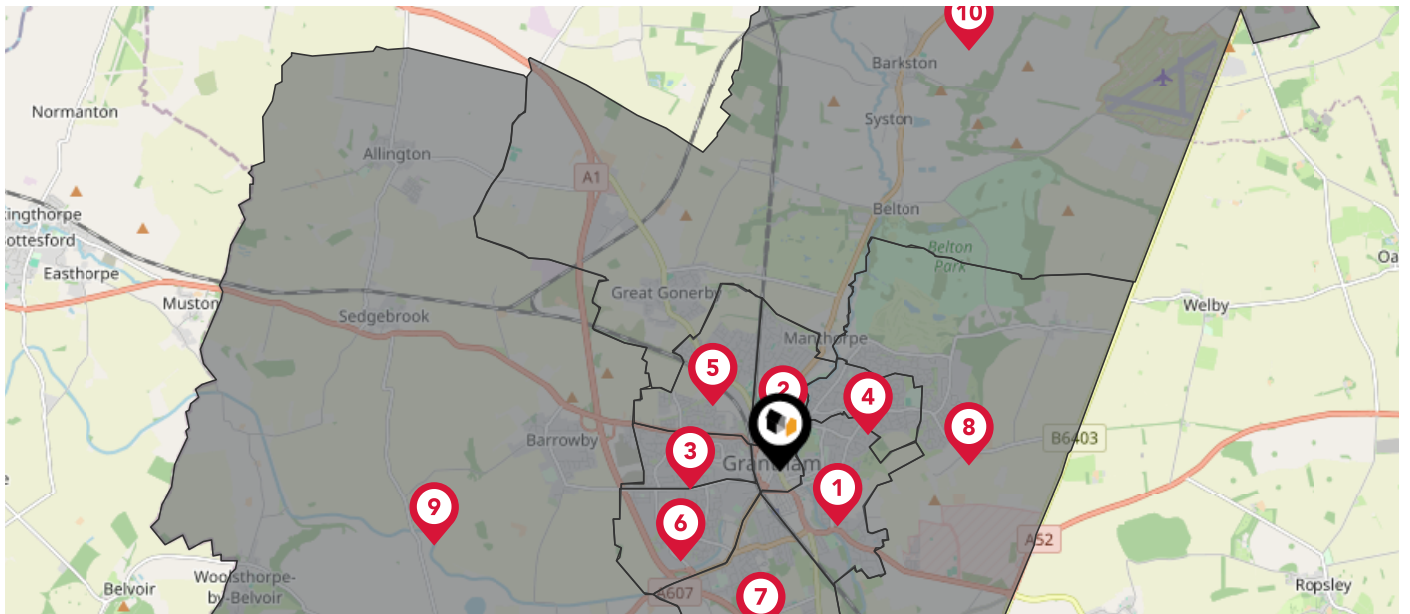 10
Barkston
Normanton
Syston
Allington
A1
Belton
ingthorpe
ottesford
Belton
Park
Oa
Easthorpe
Great Gonerby
Muston
Welby
Sedgebrook
Manthorpe
5
2
4
8
B6403
Barrowby
3
Grantham
1
9
6
A52
Woolsthorpe-
by-Belvoir
Belvoir
Ropsley
A607
7